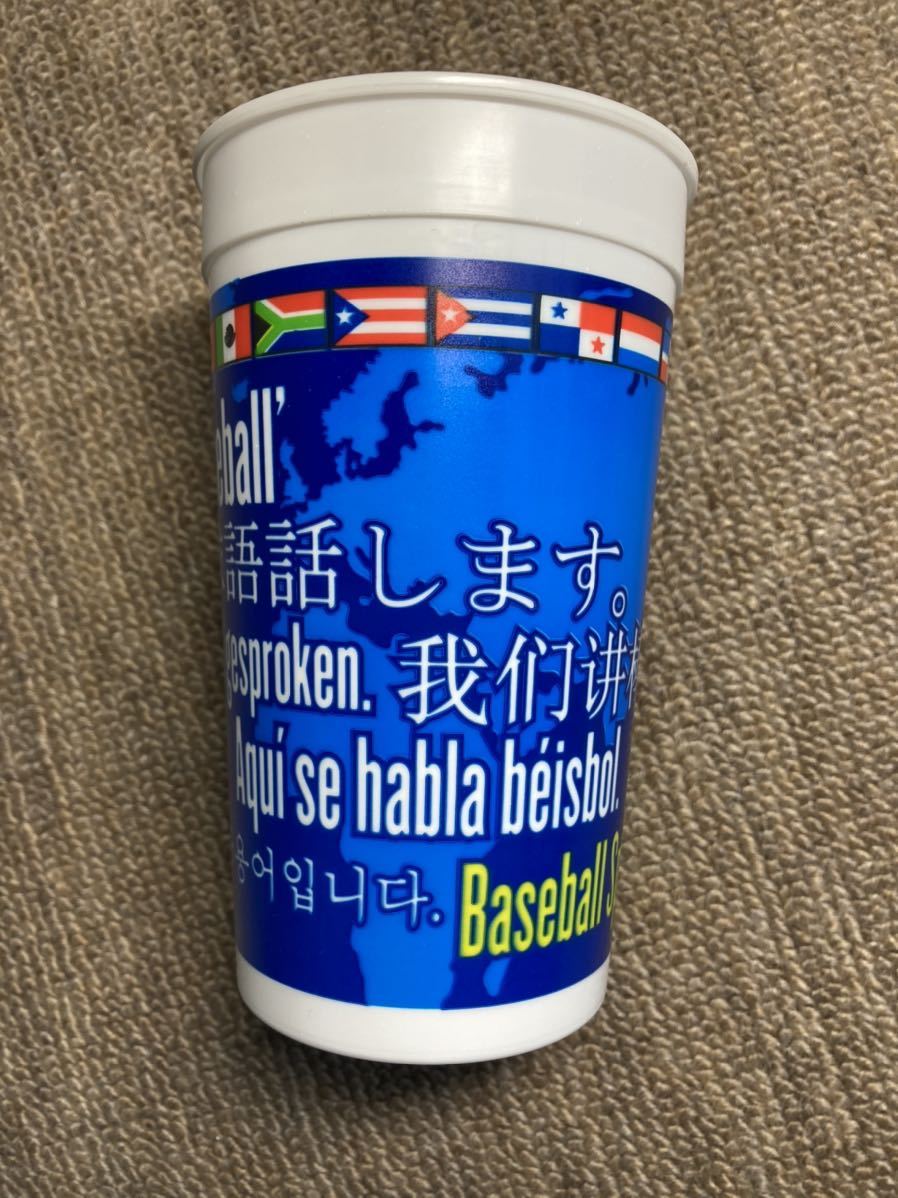 eball'
語話します。
gesproken. 我们讲
Aquí se habla béisbol.
용어입니다. Baseball